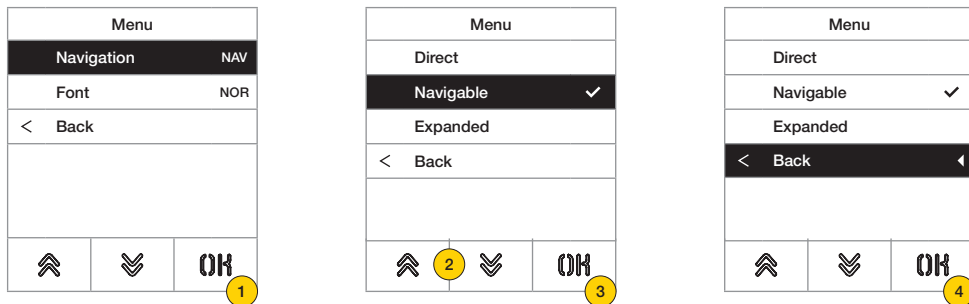 Menu
Navigation NAV
Font NOR
< Back
OK
1
Menu
Direct
Navigable ✓
Expanded
< Back
2
OK
3
Menu
Direct
Navigable ✓
Expanded
< Back
OK
4